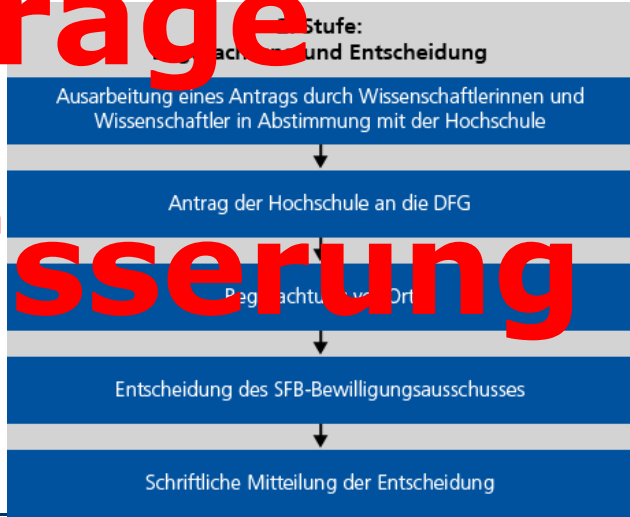 rage
Stufe:
und Entscheidung
Ausarbeitung eines Antrags durch Wissenschaftlerinnen und
Wissenschaftler in Abstimmung mit der Hochschule
Antrag der Hochschule an die DFG
sserung
Entscheidung des SFB-Bewilligungsausschusses
Schriftliche Mitteilung der Entscheidung